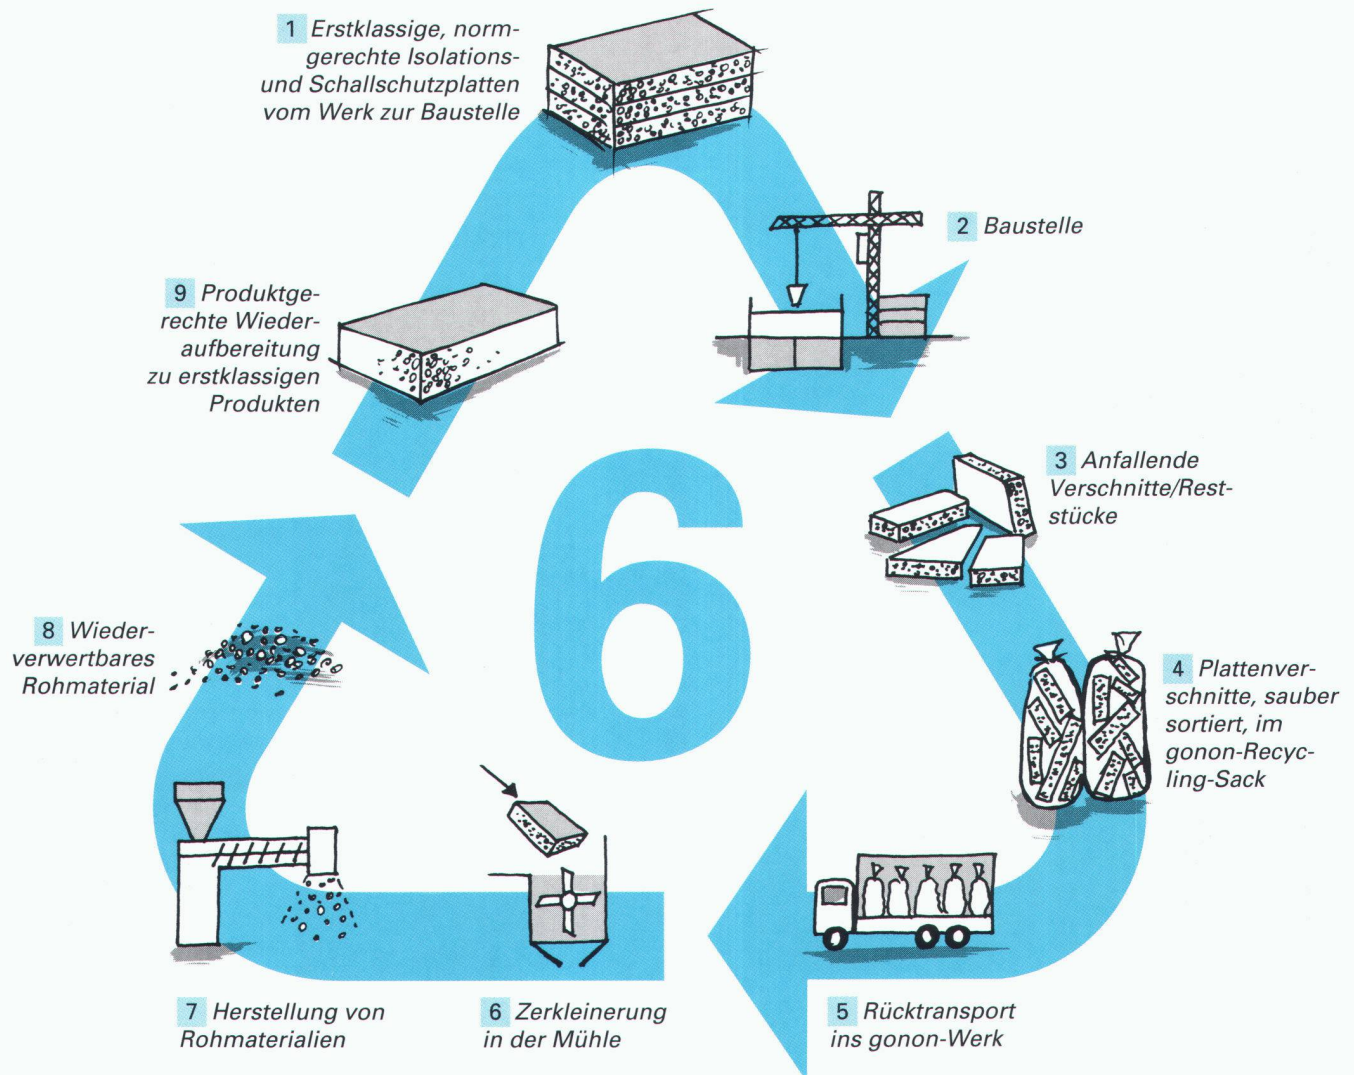 1 Erstklassige, norm-
gerechte Isolations-
und Schallschutzplatten
vom Werk zur Baustelle
2 Baustelle
3 Anfallende
Verschnitte/Rest-
stücke
4 Plattenver-
schnitte, sauber
sortiert, im
gonon-Recyc-
ling-Sack
5 Rücktransport
ins gonon-Werk
6 Zerkleinerung
in der Mühle
7 Herstellung von
Rohmaterialien
8 Wieder-
verwertbares
Rohmaterial
9 Produktge-
rechte Wieder-
aufbereitung
zu erstklassigen
Produkten
6